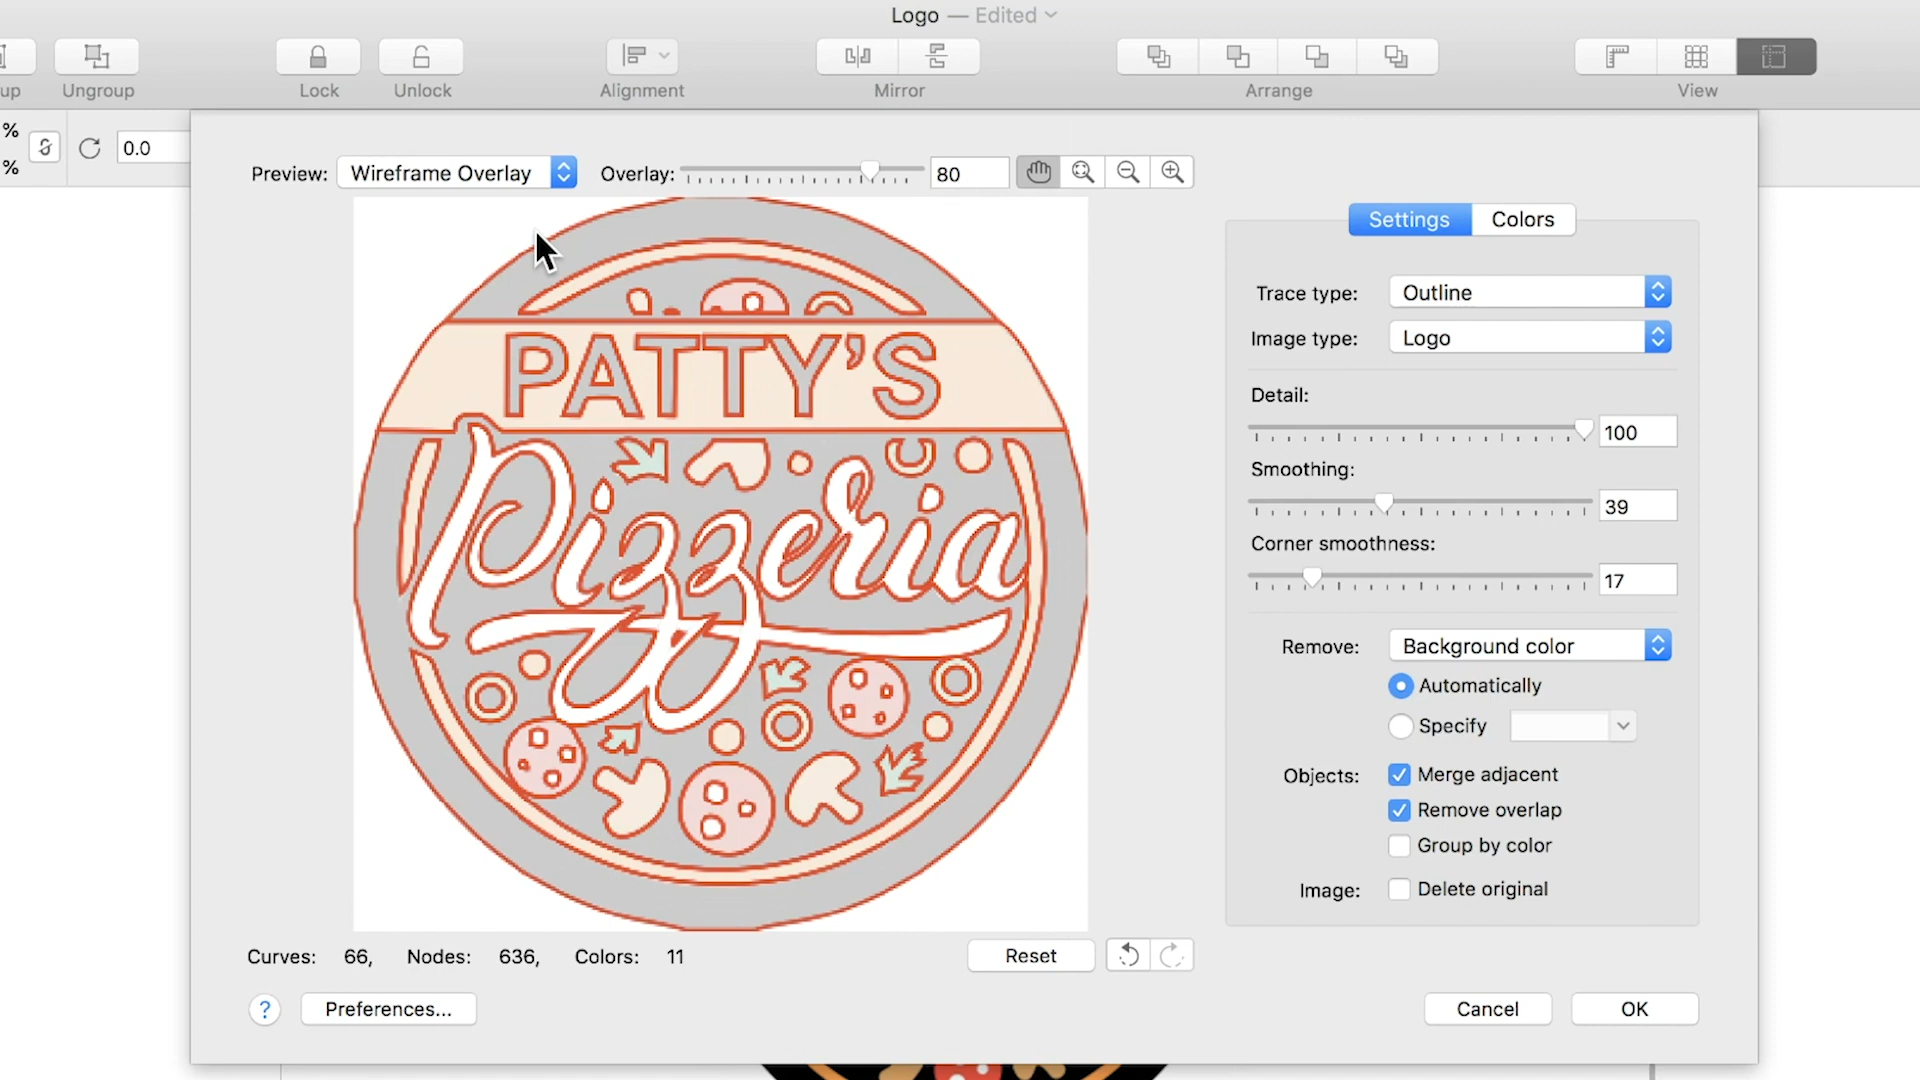 Logo — Edited
up Ungroup Lock Unlock Alignment Mirror Arrange View
%
%
0.0
Preview: Wireframe Overlay Overlay: 80
Settings Colors
Trace type: Outline
Image type: Logo
Detail:
100
Smoothing:
39
Corner smoothness:
17
Remove: Background color
Automatically
Specify
Objects: Merge adjacent
Remove overlap
Group by color
Image: Delete original
PATTY’S
Pizzeria
Curves: 66, Nodes: 636, Colors: 11
Reset
? Preferences...
Cancel OK